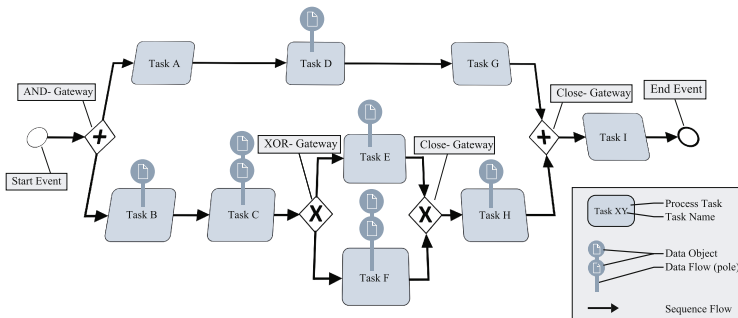 Task A
Task D
Task G
AND- Gateway
Close- Gateway
End Event
Task I
Start Event
XOR- Gateway
Close- Gateway
Task E
Task B
Task C
Task H
Task F
Task XY
Process Task
Task Name
Data Object
Data Flow (pole)
Sequence Flow